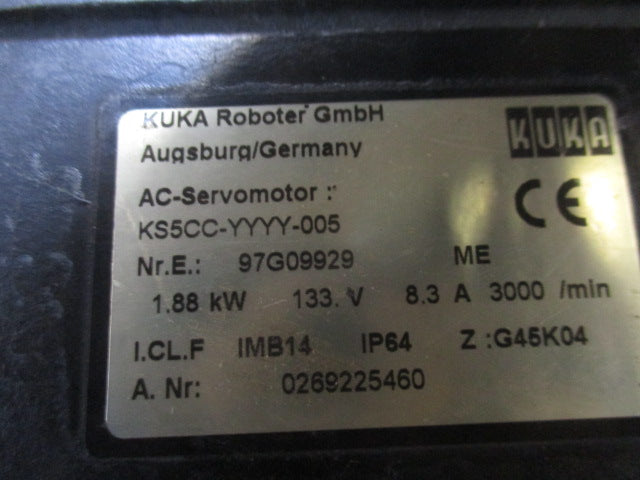 KUKA Roboter GmbH
KUKA
Augsburg/Germany
AC-Servomotor :
CE
KS5CC-YYYY-005
Nr.E.: 97G09929 ME
1.88 kW 133. V 8.3 A 3000 /min
I.CL.F IMB14 IP64 Z :G45K04
A. Nr: 0269225460